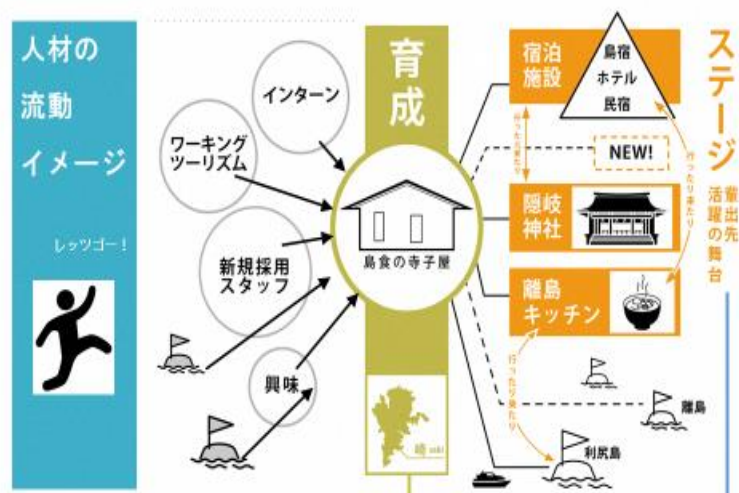 人材の
流動
イメージ
レッツゴー!
インターン
ワーキング
ツーリズム
新規採用
スタッフ
興味
育成
島食の寺子屋
崎 saki
宿泊
施設
島宿
ホテル
民宿
行ったり来たり
NEW!
隠岐
神社
離島
キッチン
行ったり来たり
行ったり来たり
離島
利尻島
ステージ
輩出先
活躍の舞台